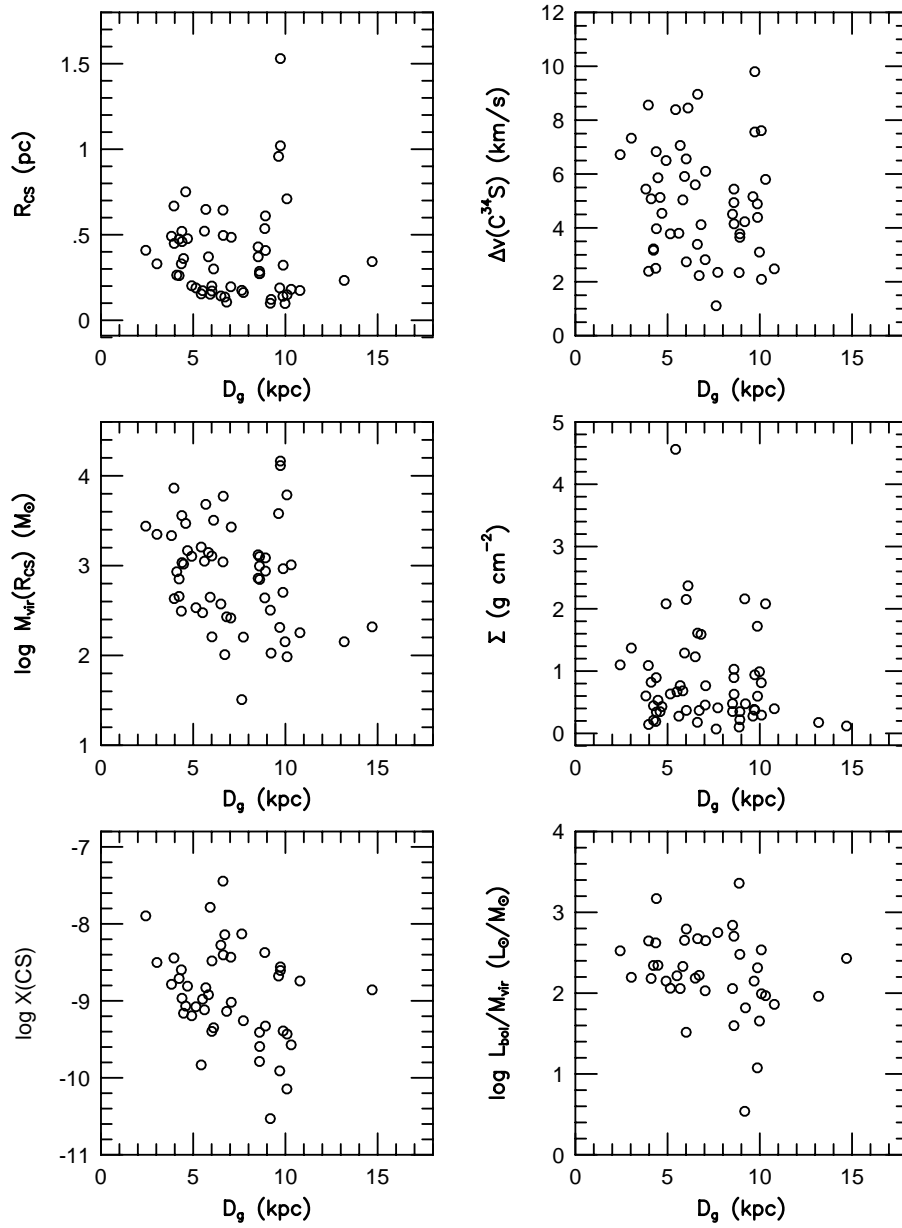 1.5
1
.5
0
R_CS (pc)
0 5 10 15
D_g (kpc)
12
10
8
6
4
2
0
Δv(C³⁴S) (km/s)
0 5 10 15
D_g (kpc)
4
3
2
1
log M_vir(R_CS) (M_⊙)
0 5 10 15
D_g (kpc)
5
4
3
2
1
0
Σ (g cm⁻²)
0 5 10 15
D_g (kpc)
-7
-8
-9
-10
-11
log X(CS)
0 5 10 15
D_g (kpc)
4
3
2
1
0
log L_bol/M_vir (L_⊙/M_⊙)
0 5 10 15
D_g (kpc)